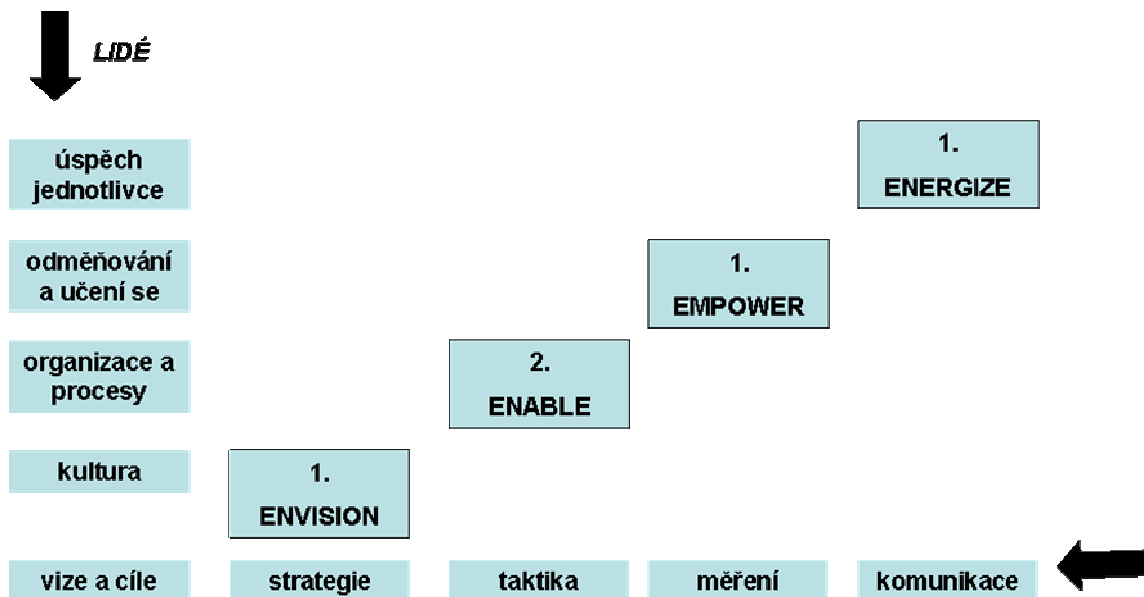 LIDÉ
1.
ENERGIZE
úspěch
jednotlivce
1.
EMPOWER
odměňování
a učení se
2.
ENABLE
organizace a
procesy
1.
ENVISION
kultura
vize a cíle
strategie
taktika
měření
komunikace